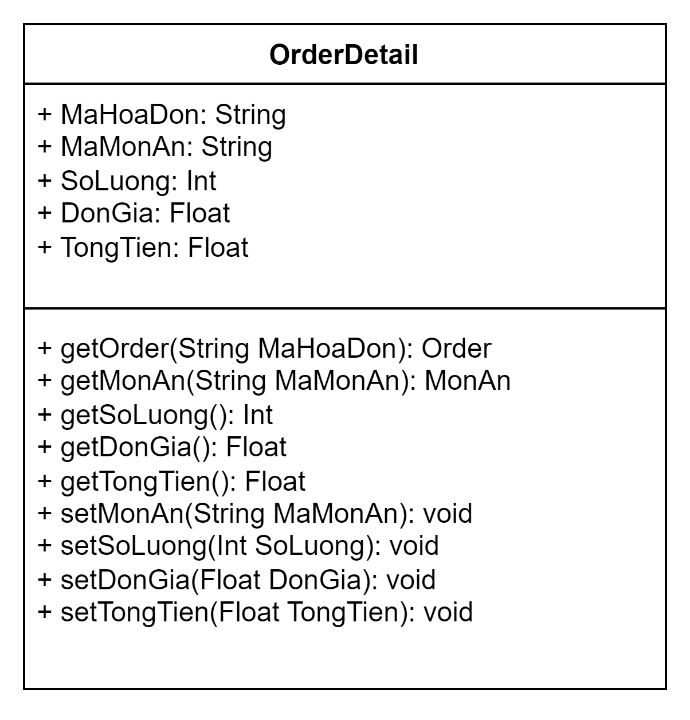 OrderDetail
+ MaHoaDon: String
+ MaMonAn: String
+ SoLuong: Int
+ DonGia: Float
+ TongTien: Float
+ getOrder(String MaHoaDon): Order
+ getMonAn(String MaMonAn): MonAn
+ getSoLuong(): Int
+ getDonGia(): Float
+ getTongTien(): Float
+ setMonAn(String MaMonAn): void
+ setSoLuong(Int SoLuong): void
+ setDonGia(Float DonGia): void
+ setTongTien(Float TongTien): void